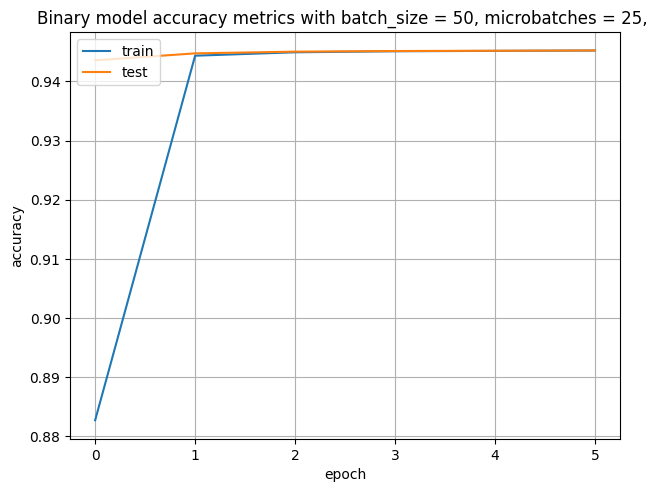 Binary model accuracy metrics with batch_size = 50, microbatches = 25,
train
test
0.94
0.93
0.92
0.91
0.90
0.89
0.88
accuracy
0 1 2 3 4 5
epoch